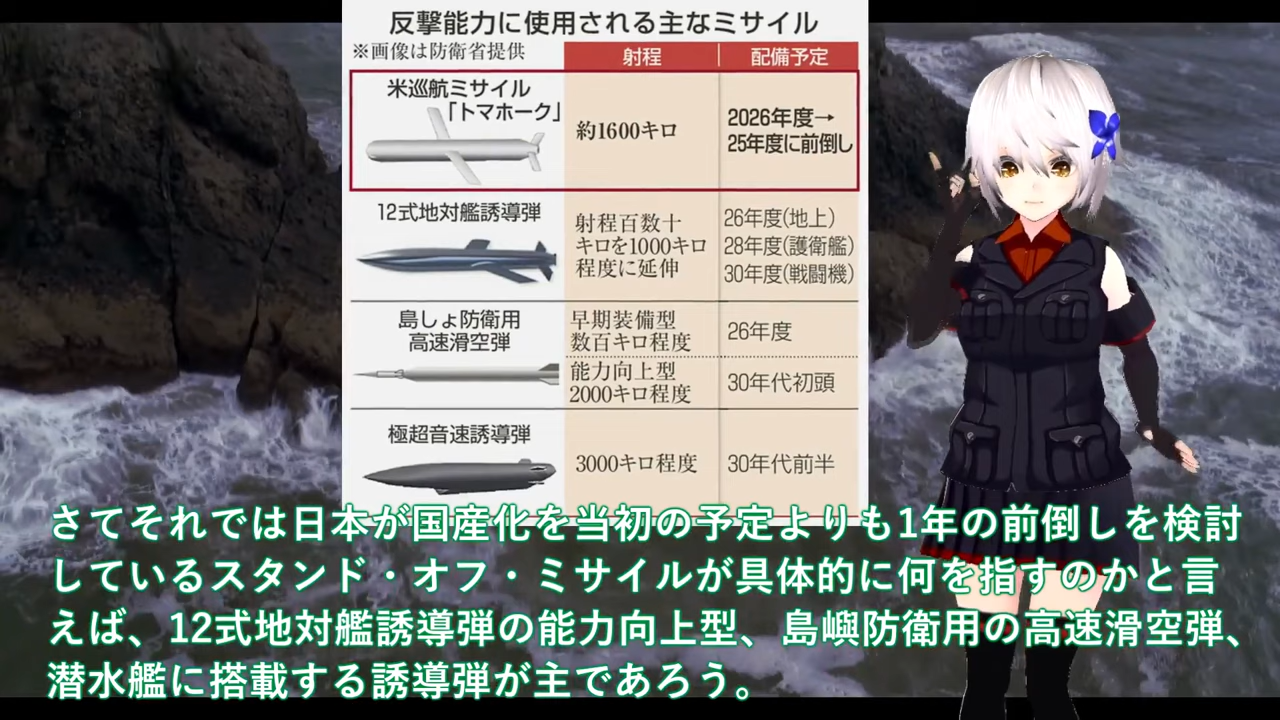 反撃能力に使用される主なミサイル
※画像は防衛省提供
射程
配備予定
米巡航ミサイル
「トマホーク」
約1600キロ
2026年度→
25年度に前倒し
12式地対艦誘導弾
射程百数十
キロを1000キロ
程度に延伸
26年度(地上)
28年度(護衛艦)
30年度(戦闘機)
島しょ防衛用
高速滑空弾
早期装備型
数百キロ程度
26年度
能力向上型
2000キロ程度
30年代初頭
極超音速誘導弾
3000キロ程度
30年代前半
さてそれでは日本が国産化を当初の予定よりも1年の前倒しを検討
しているスタンド・オフ・ミサイルが具体的に何を指すのかと言
えば、12式地対艦誘導弾の能力向上型、島嶼防衛用の高速滑空弾、
潜水艦に搭載する誘導弾が主であろう。